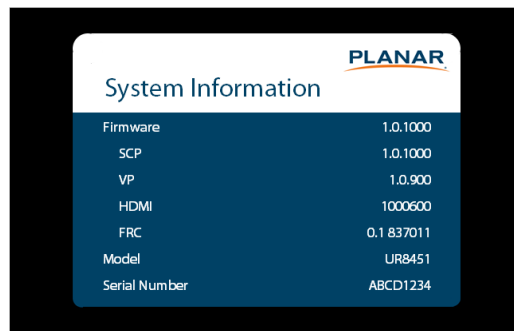 PLANAR
System Information
Firmware 1.0.1000
SCP 1.0.1000
VP 1.0.900
HDMI 1000600
FRC 0.1 837011
Model UR8451
Serial Number ABCD1234